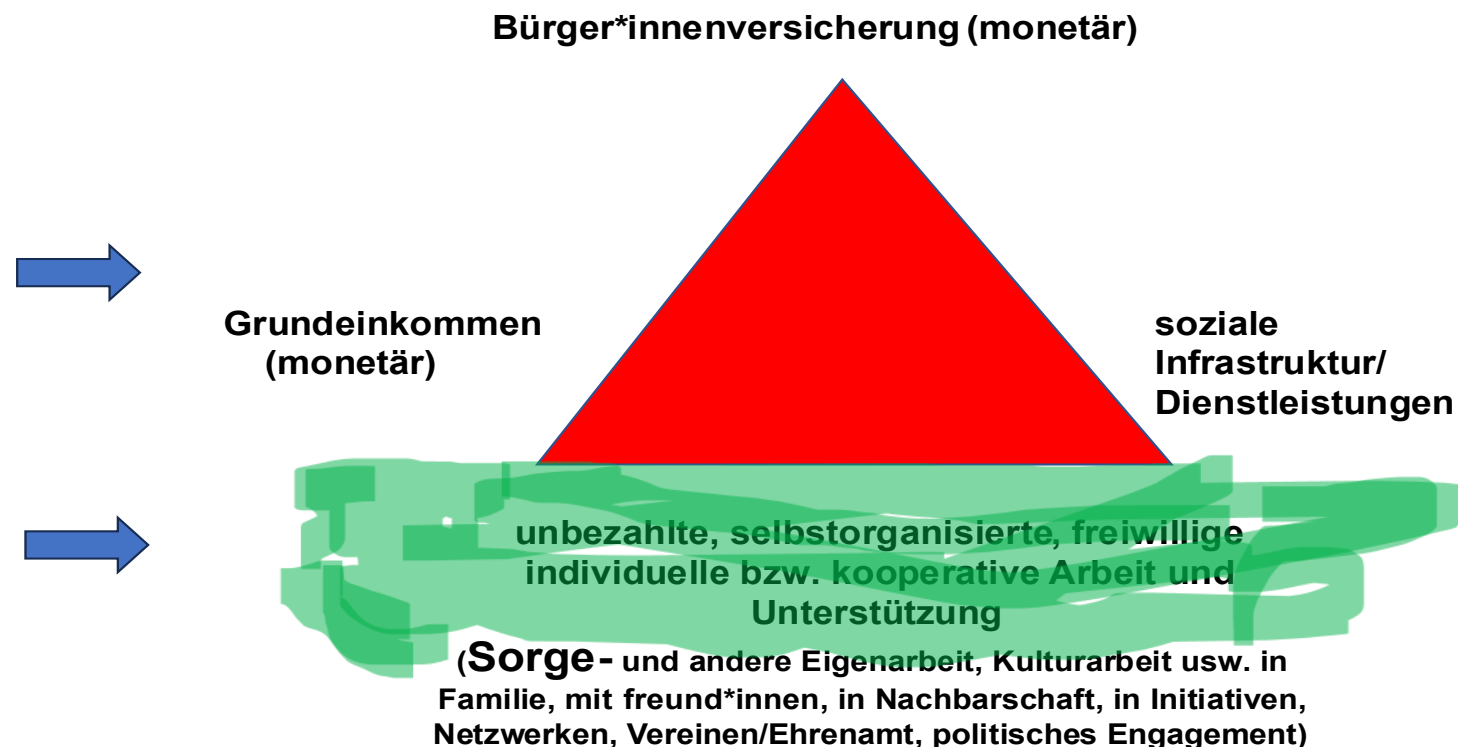 Bürger*innenversicherung (monetär)
Grundeinkommen
(monetär)
soziale
Infrastruktur/
Dienstleistungen
unbezahlte, selbstorganisierte, freiwillige
individuelle bzw. kooperative Arbeit und
Unterstützung
(Sorge- und andere Eigenarbeit, Kulturarbeit usw. in
Familie, mit freund*innen, in Nachbarschaft, in Initiativen,
Netzwerken, Vereinen/Ehrenamt, politisches Engagement)